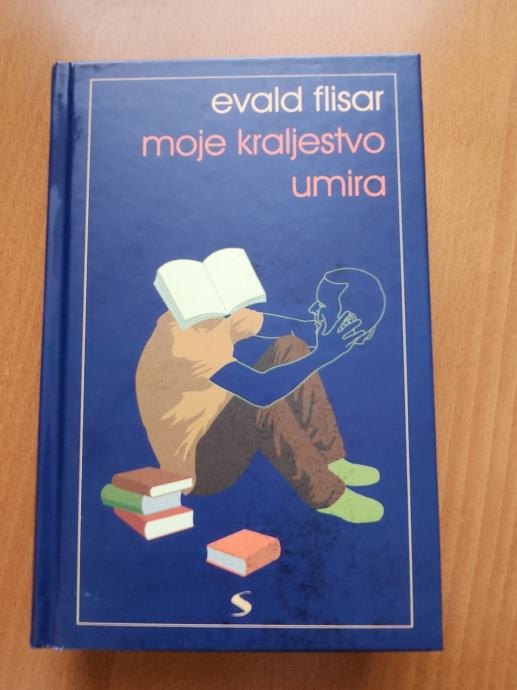 evald flisar
moje kraljestvo
umira
S